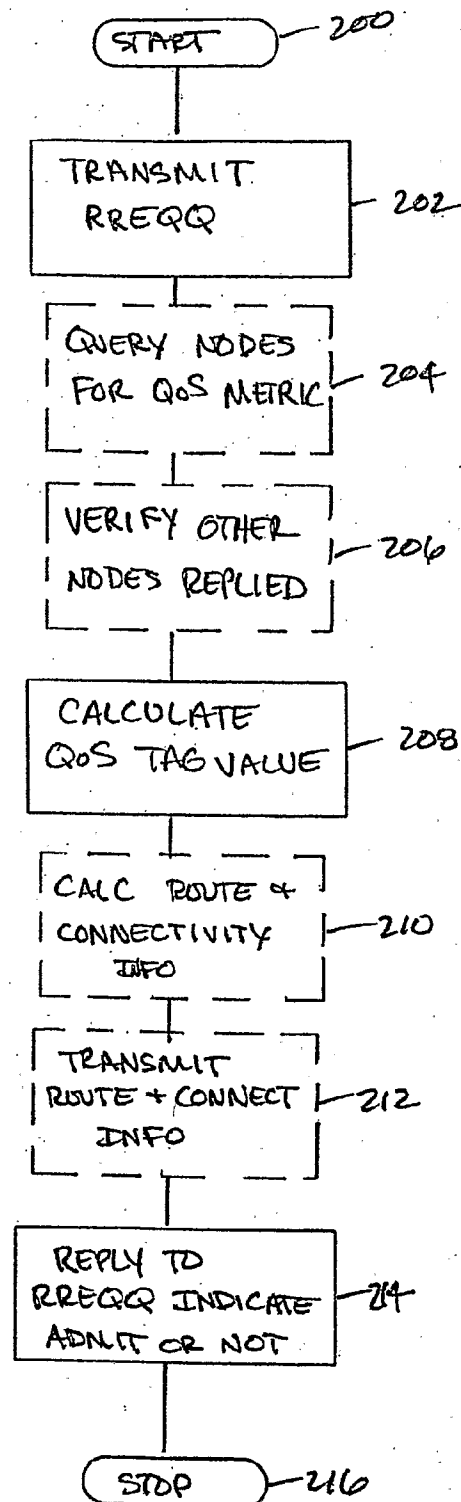 START 200
TRANSMIT
RREQQ
202
QUERY NODES
FOR QoS METRIC
204
VERIFY OTHER
NODES REPLIED
206
CALCULATE
QoS TAG VALUE
208
CALC ROUTE +
CONNECTIVITY
INFO
210
TRANSMIT
ROUTE + CONNECT
INFO
212
REPLY TO
RREQQ INDICATE
ADMIT OR NOT
214
STOP 216